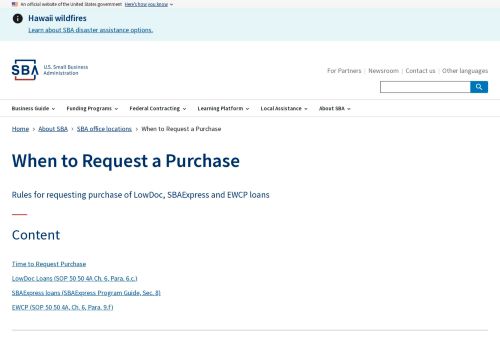 An official website of the United States government Here's how you know
Hawaii wildfires
Learn about SBA disaster assistance options.
SBA U.S. Small Business Administration
For Partners | Newsroom | Contact us | Other languages
Business Guide Funding Programs Federal Contracting Learning Platform Local Assistance About SBA
Home > About SBA > SBA office locations > When to Request a Purchase
When to Request a Purchase
Rules for requesting purchase of LowDoc, SBAExpress and EWCP loans
Content
Time to Request Purchase
LowDoc Loans (SOP 50 50 4A Ch. 6, Para. 6.c.)
SBAExpress loans (SBAExpress Program Guide, Sec. 8)
EWCP (SOP 50 50 4A, Ch. 6, Para. 9.f)